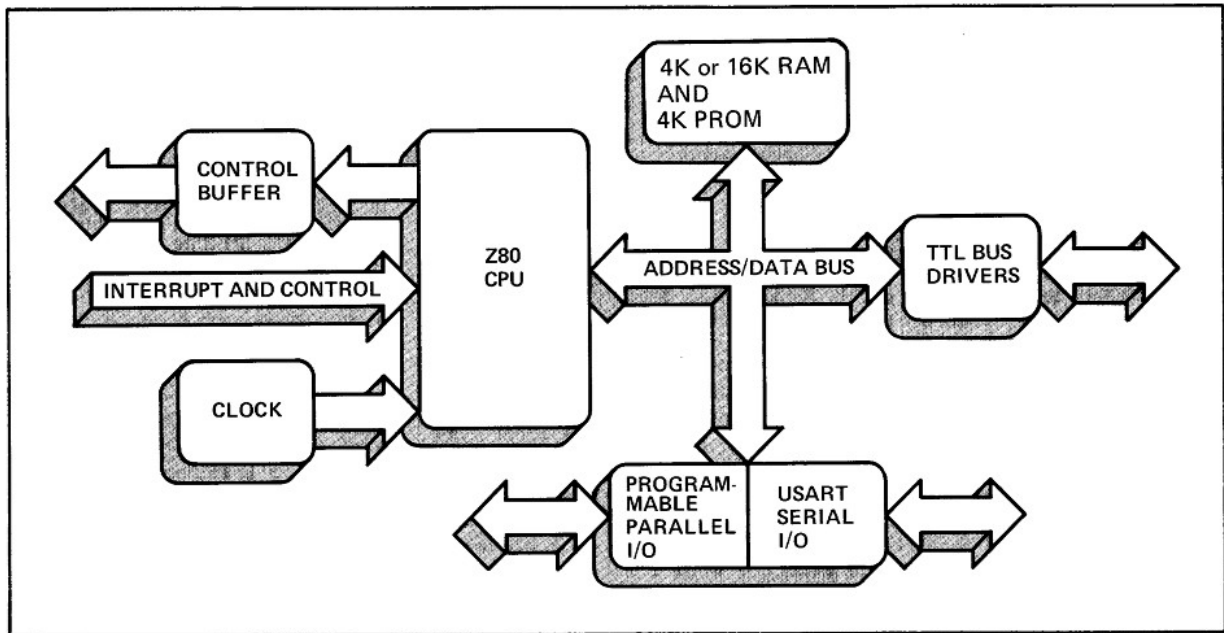 4K or 16K RAM
AND
4K PROM
CONTROL
BUFFER
Z80
CPU
ADDRESS/DATA BUS
TTL BUS
DRIVERS
INTERRUPT AND CONTROL
CLOCK
PROGRAM-
MABLE
PARALLEL
I/O
USART
SERIAL
I/O